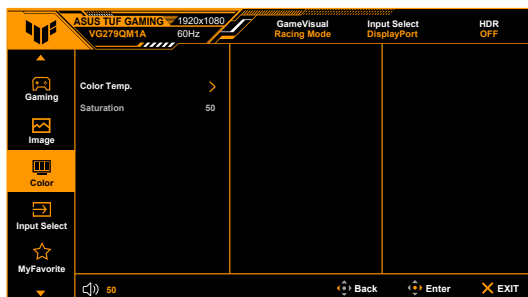 ASUS TUF GAMING 1920x1080
VG279QM1A 60Hz
GameVisual
Racing Mode
Input Select
DisplayPort
HDR
OFF
Gaming
Image
Color
Input Select
MyFavorite
Color Temp.
Saturation 50
50
Back
Enter
EXIT